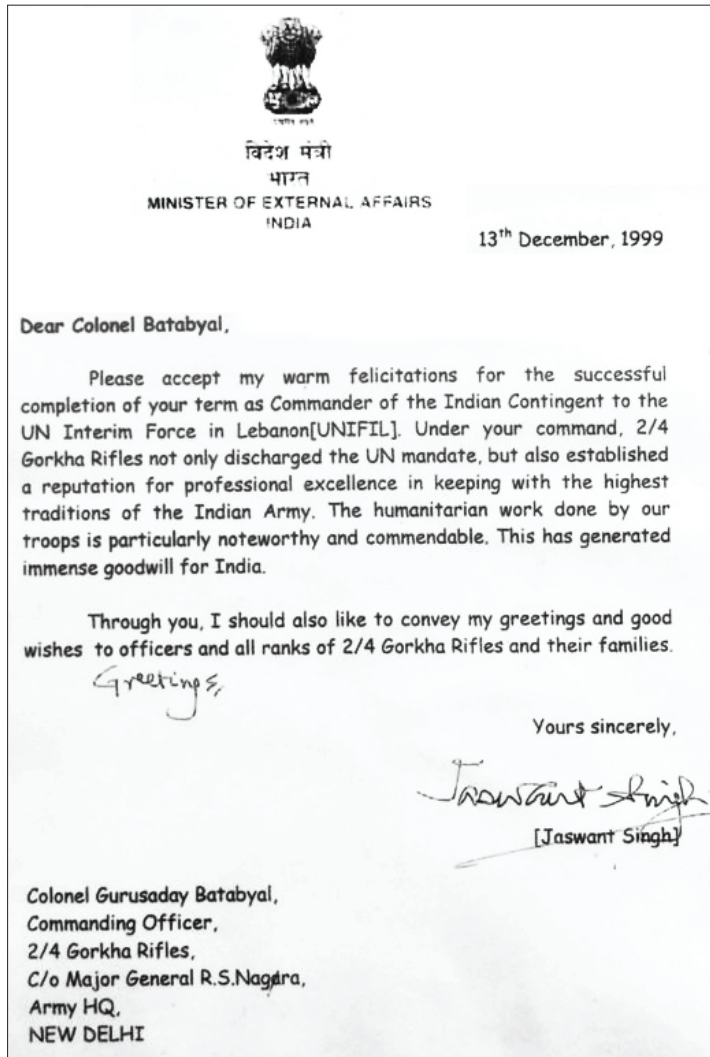 विदेश मंत्री
भारत
MINISTER OF EXTERNAL AFFAIRS
INDIA
13th December, 1999
Dear Colonel Batabyal,
Please accept my warm felicitations for the successful
completion of your term as Commander of the Indian Contingent to the
UN Interim Force in Lebanon[UNIFIL]. Under your command, 2/4
Gorkha Rifles not only discharged the UN mandate, but also established
a reputation for professional excellence in keeping with the highest
traditions of the Indian Army. The humanitarian work done by our
troops is particularly noteworthy and commendable. This has generated
immense goodwill for India.
Through you, I should also like to convey my greetings and good
wishes to officers and all ranks of 2/4 Gorkha Rifles and their families.
Greetings,
Yours sincerely,
Jaswant Singh
[Jaswant Singh]
Colonel Gurusaday Batabyal,
Commanding Officer,
2/4 Gorkha Rifles,
C/o Major General R.S.Nagra,
Army HQ,
NEW DELHI